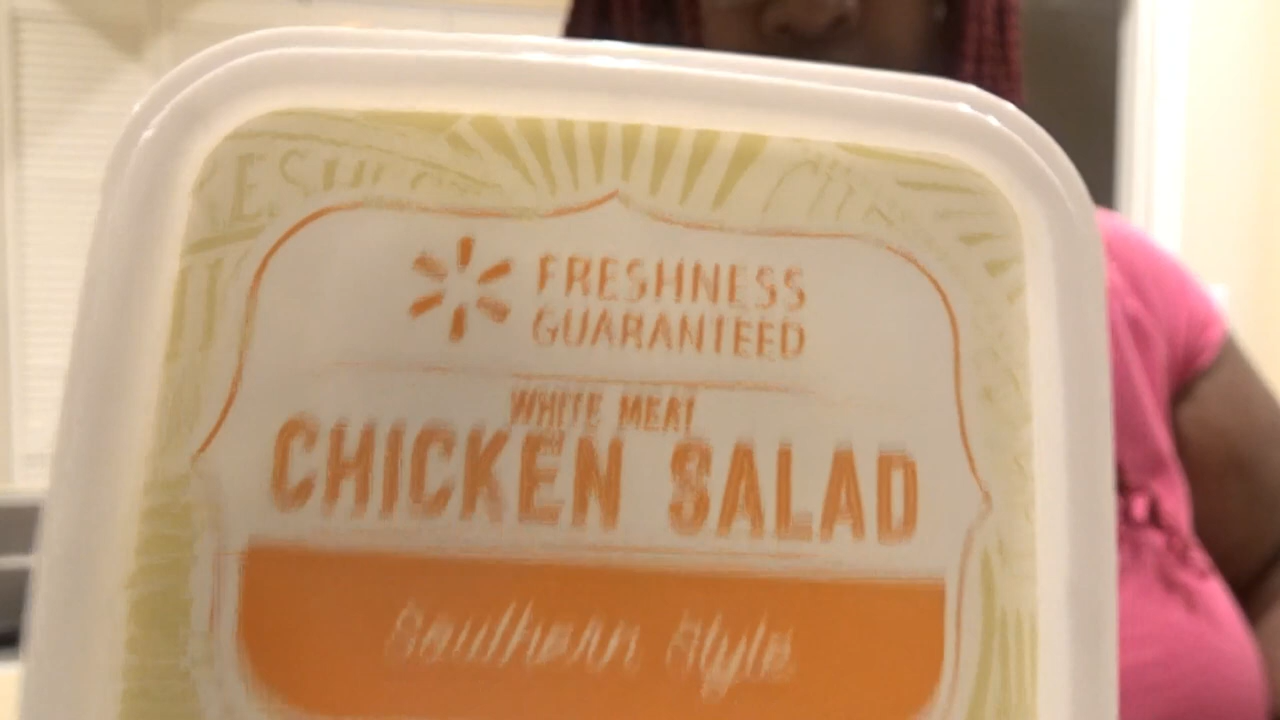 FRESHNESS
GUARANTEED
WHITE MEAT
CHICKEN SALAD
Southern Style